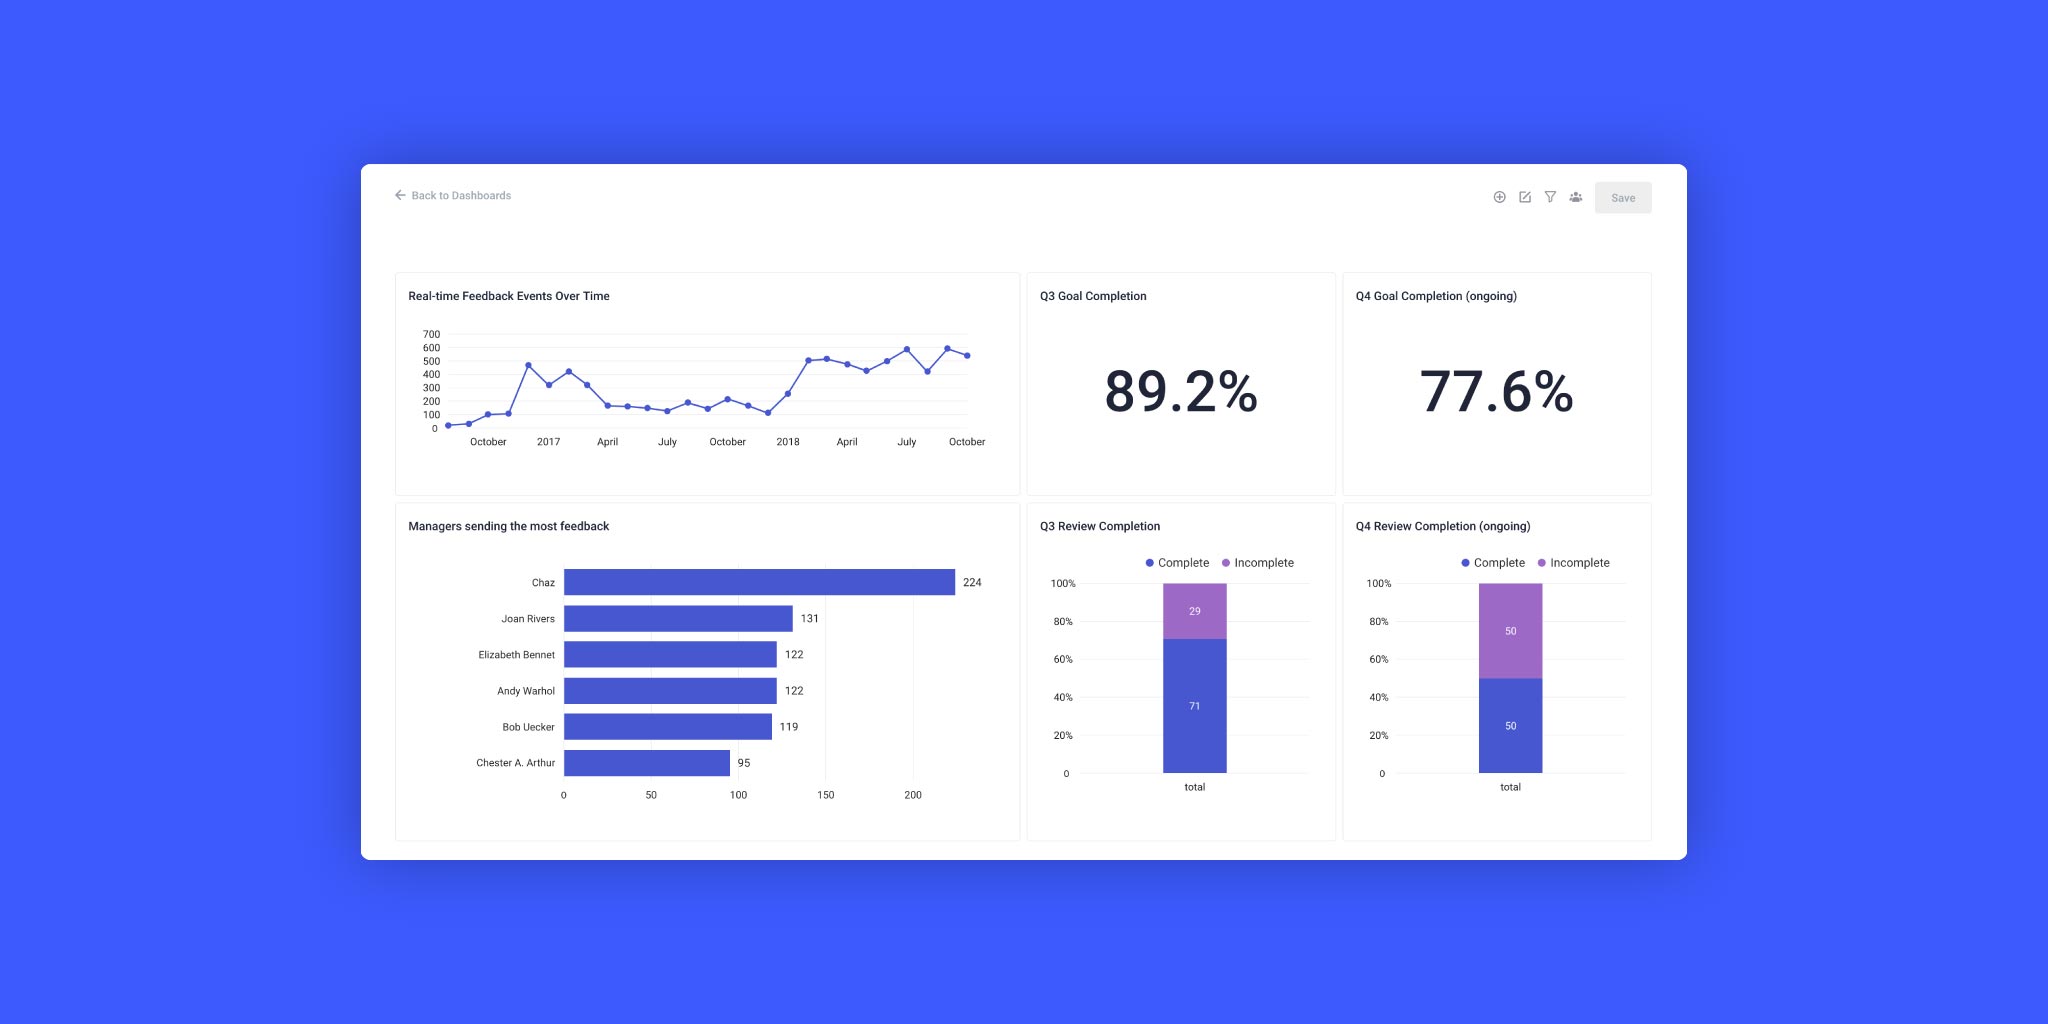 Back to Dashboards
Save
Real-time Feedback Events Over Time
700
600
500
400
300
200
100
0
October 2017 April July October 2018 April July October
Q3 Goal Completion
89.2%
Q4 Goal Completion (ongoing)
77.6%
Managers sending the most feedback
Chaz 224
Joan Rivers 131
Elizabeth Bennet 122
Andy Warhol 122
Bob Uecker 119
Chester A. Arthur 95
0 50 100 150 200
Q3 Review Completion
Complete Incomplete
100%
29
80%
60%
40%
71
20%
0
total
Q4 Review Completion (ongoing)
Complete Incomplete
100%
80%
50
60%
40%
50
20%
0
total